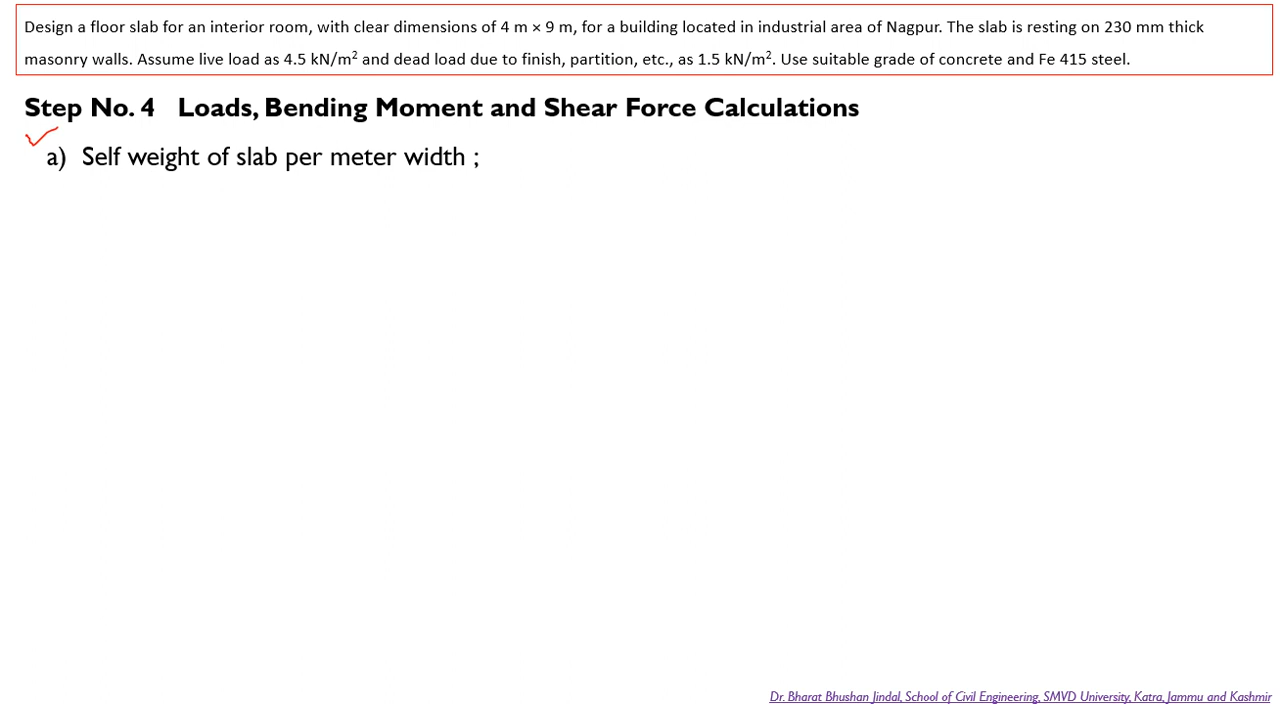 Design a floor slab for an interior room, with clear dimensions of 4 m × 9 m, for a building located in industrial area of Nagpur. The slab is resting on 230 mm thick
masonry walls. Assume live load as 4.5 kN/m² and dead load due to finish, partition, etc., as 1.5 kN/m². Use suitable grade of concrete and Fe 415 steel.
Step No. 4 Loads, Bending Moment and Shear Force Calculations
a) Self weight of slab per meter width ;
Dr. Bharat Bhushan Jindal, School of Civil Engineering, SMVD University, Katra, Jammu and Kashmir